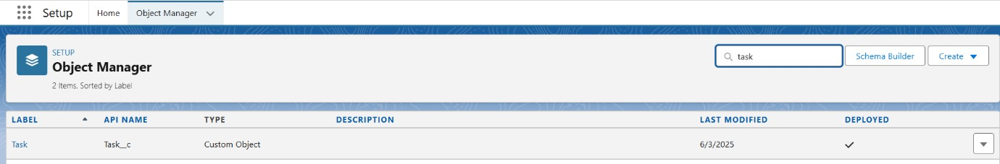 Setup Home Object Manager
SETUP
Object Manager
2 Items, Sorted by Label
task
Schema Builder
Create
LABEL API NAME TYPE DESCRIPTION LAST MODIFIED DEPLOYED
Task Task__c Custom Object 6/3/2025